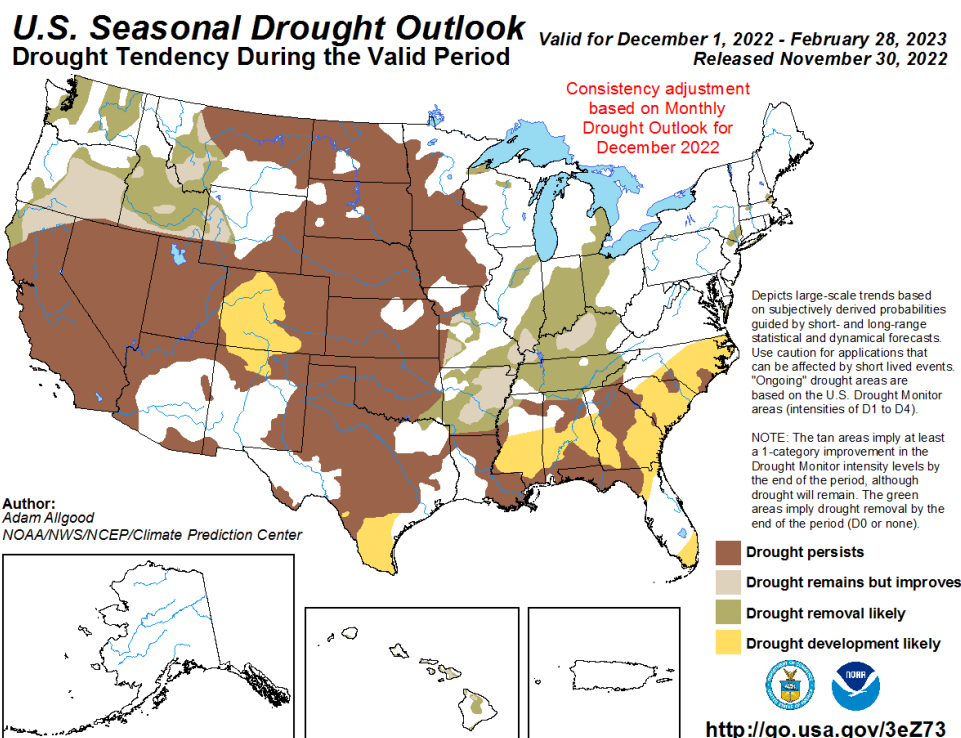 U.S. Seasonal Drought Outlook
Drought Tendency During the Valid Period
Valid for December 1, 2022 - February 28, 2023
Released November 30, 2022
Consistency adjustment
based on Monthly
Drought Outlook for
December 2022
Depicts large-scale trends based
on subjectively derived probabilities
guided by short- and long-range
statistical and dynamical forecasts.
Use caution for applications that
can be affected by short lived events.
"Ongoing" drought areas are
based on the U.S. Drought Monitor
areas (intensities of D1 to D4).
NOTE: The tan areas imply at least
a 1-category improvement in the
Drought Monitor intensity levels by
the end of the period, although
drought will remain. The green
areas imply drought removal by the
end of the period (D0 or none).
Author:
Adam Allgood
NOAA/NWS/NCEP/Climate Prediction Center
Drought persists
Drought remains but improves
Drought removal likely
Drought development likely
NOAA
http://go.usa.gov/3eZ73